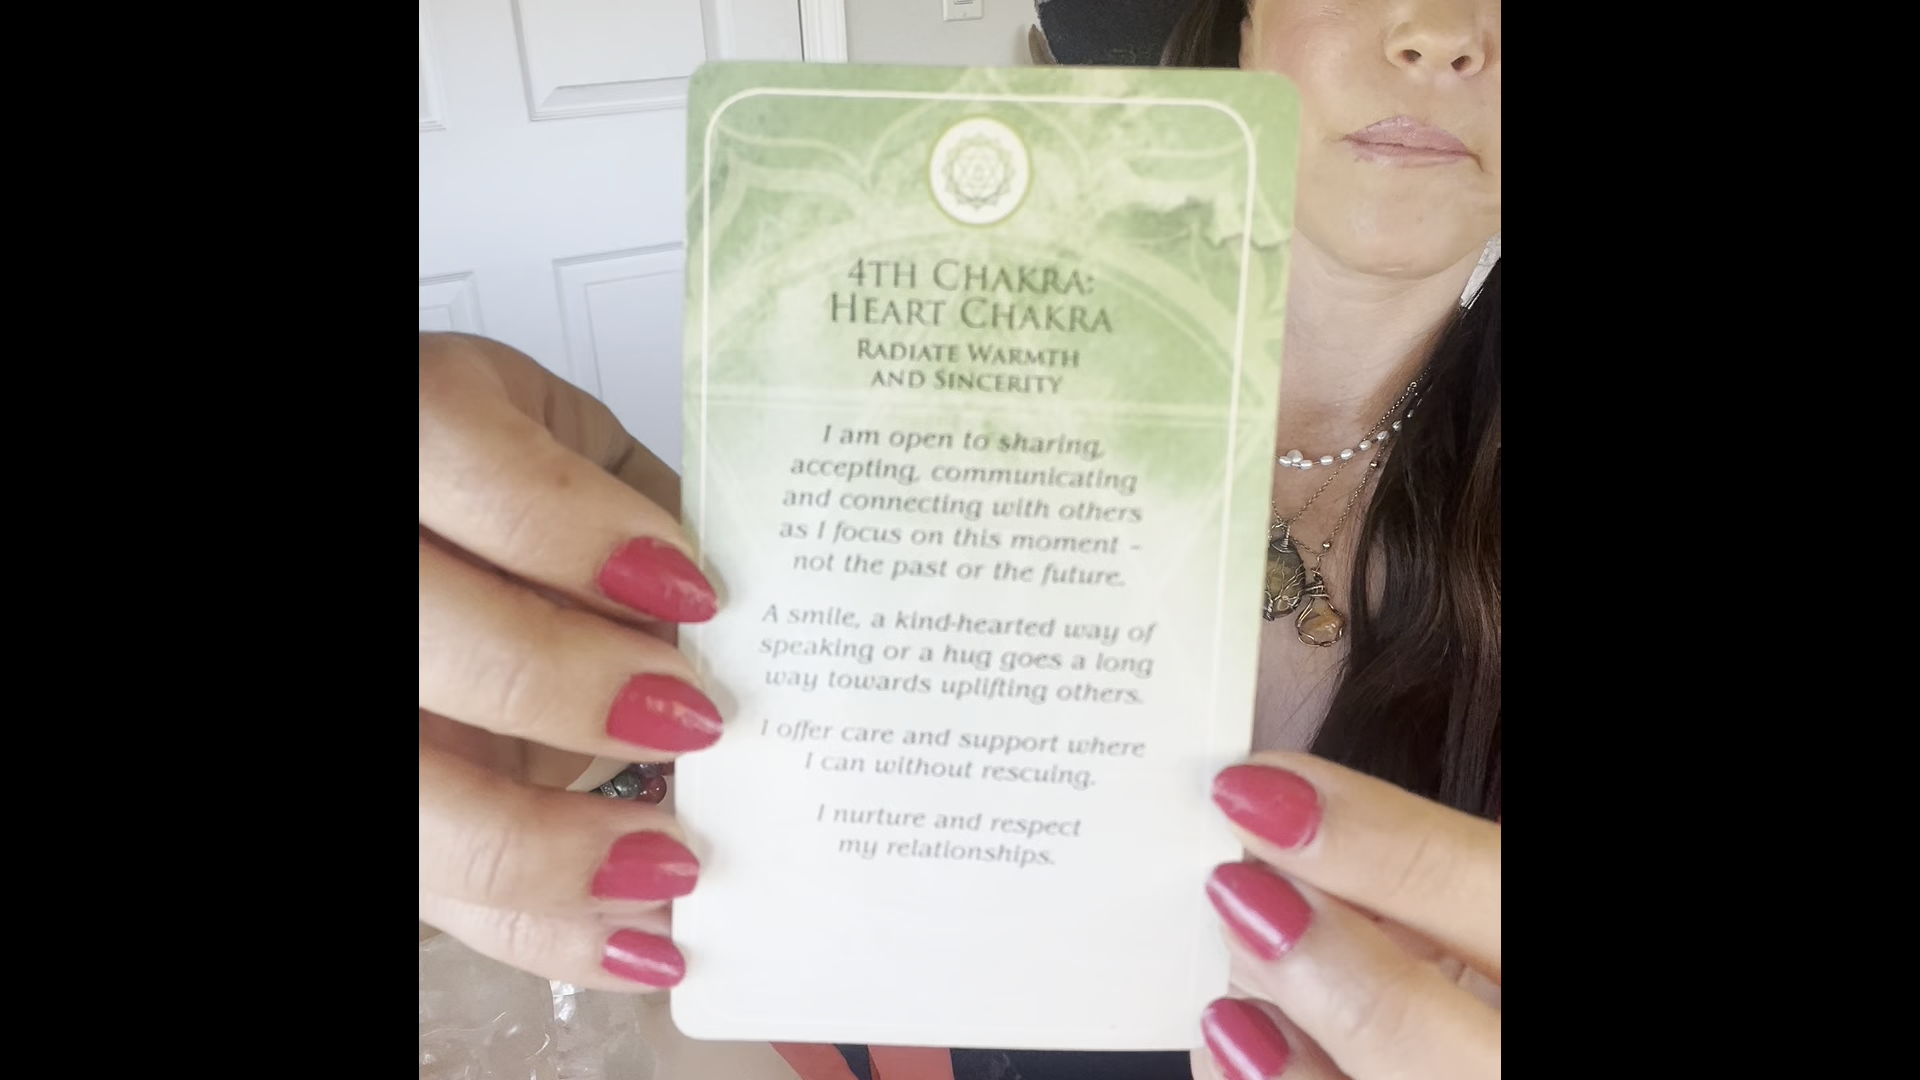 4TH CHAKRA:
HEART CHAKRA
RADIATE WARMTH
AND SINCERITY
I am open to sharing,
accepting, communicating
and connecting with others
as I focus on this moment –
not the past or the future.
A smile, a kind-hearted way of
speaking or a hug goes a long
way towards uplifting others.
I offer care and support where
I can without rescuing.
I nurture and respect
my relationships.